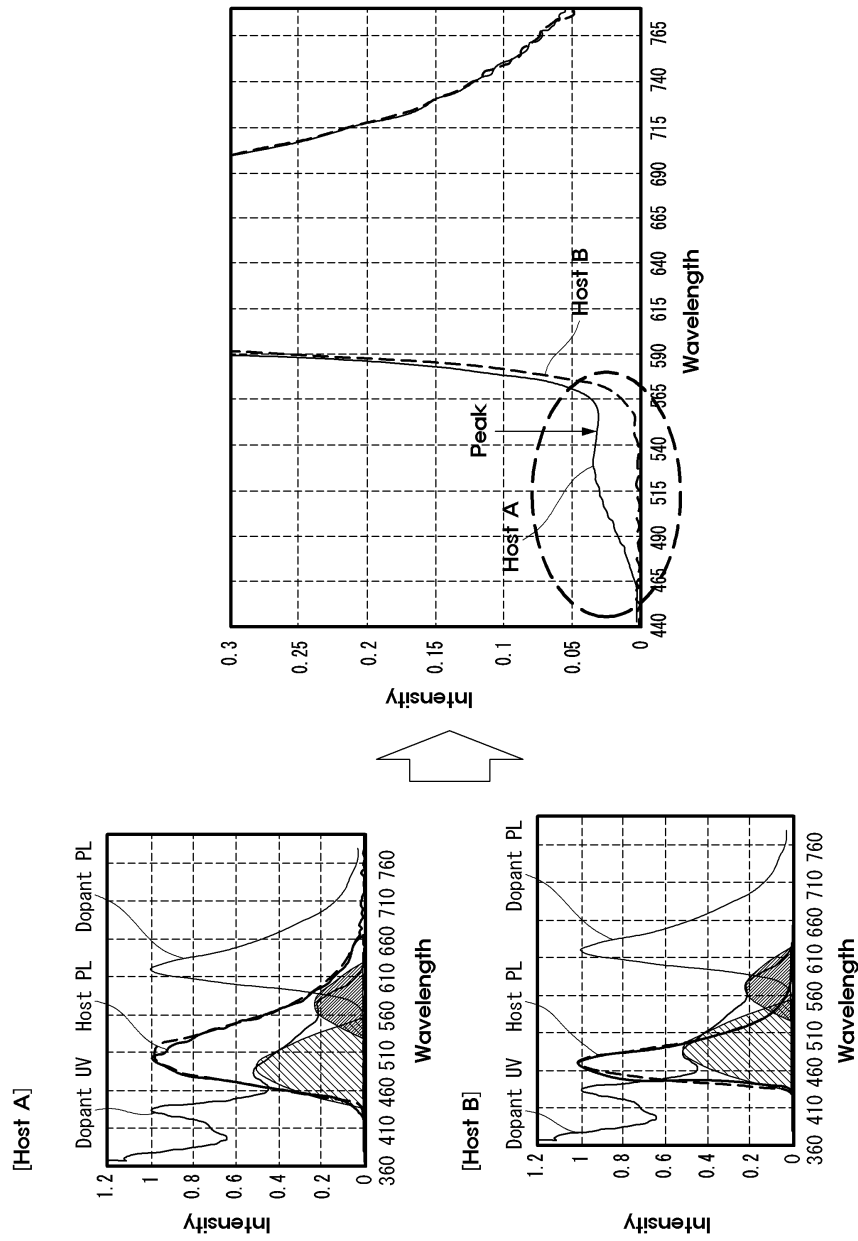 [Host A]
Dopant UV
Host PL
Dopant PL
Intensity
1.2
1
0.8
0.6
0.4
0.2
0
360 410 460 510 560 610 660 710 760
Wavelength
[Host B]
Dopant UV
Host PL
Dopant PL
Intensity
1.2
1
0.8
0.6
0.4
0.2
0
360 410 460 510 560 610 660 710 760
Wavelength
Intensity
0.3
0.25
0.2
0.15
0.1
0.05
0
Host A
Peak
Host B
440 465 490 515 540 565 590 615 640 665 690 715 740 765
Wavelength